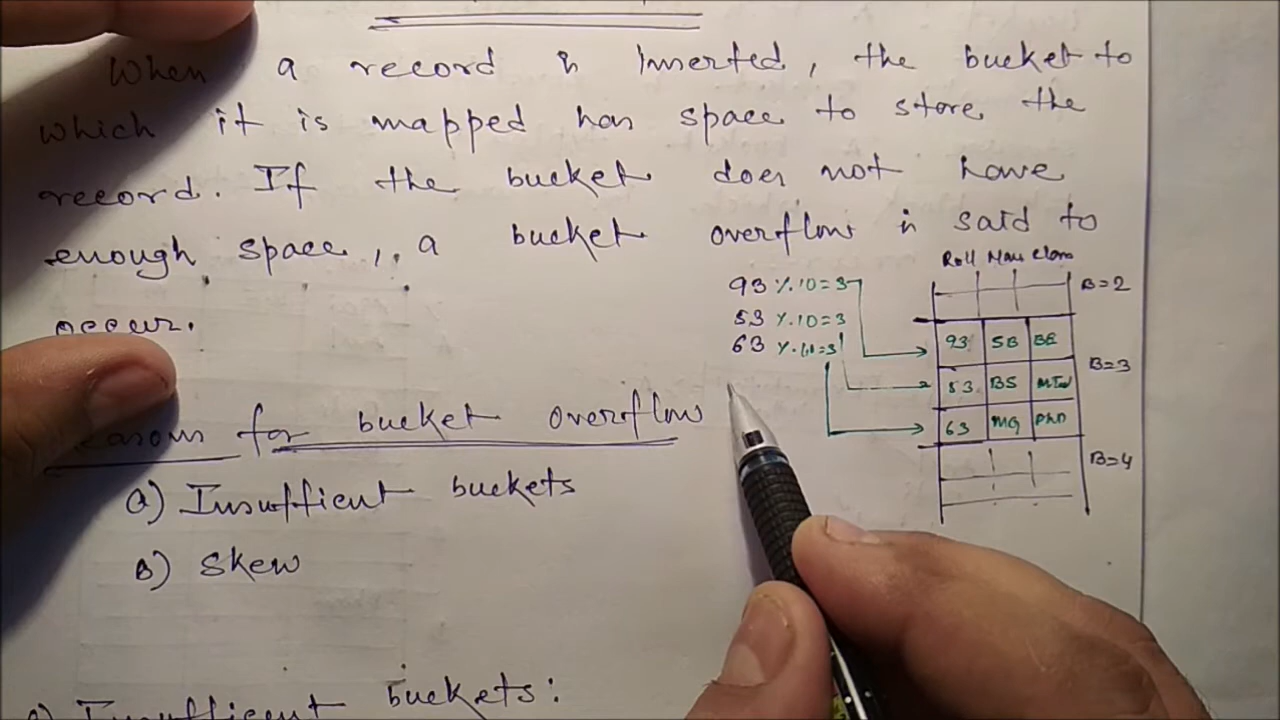 When a record is inserted, the bucket to
which it is mapped has space to store the
record. If the bucket does not have
enough space, a bucket overflow is said to
occur.
Roll Name Class
93 % 10 = 3
53 % 10 = 3
63 % 10 = 3
B=2
93 SB BE
B=3
53 BS
63 MG PhD
B=4
for bucket overflow
a) Insufficient buckets
b) Skew
a) Insufficient buckets: